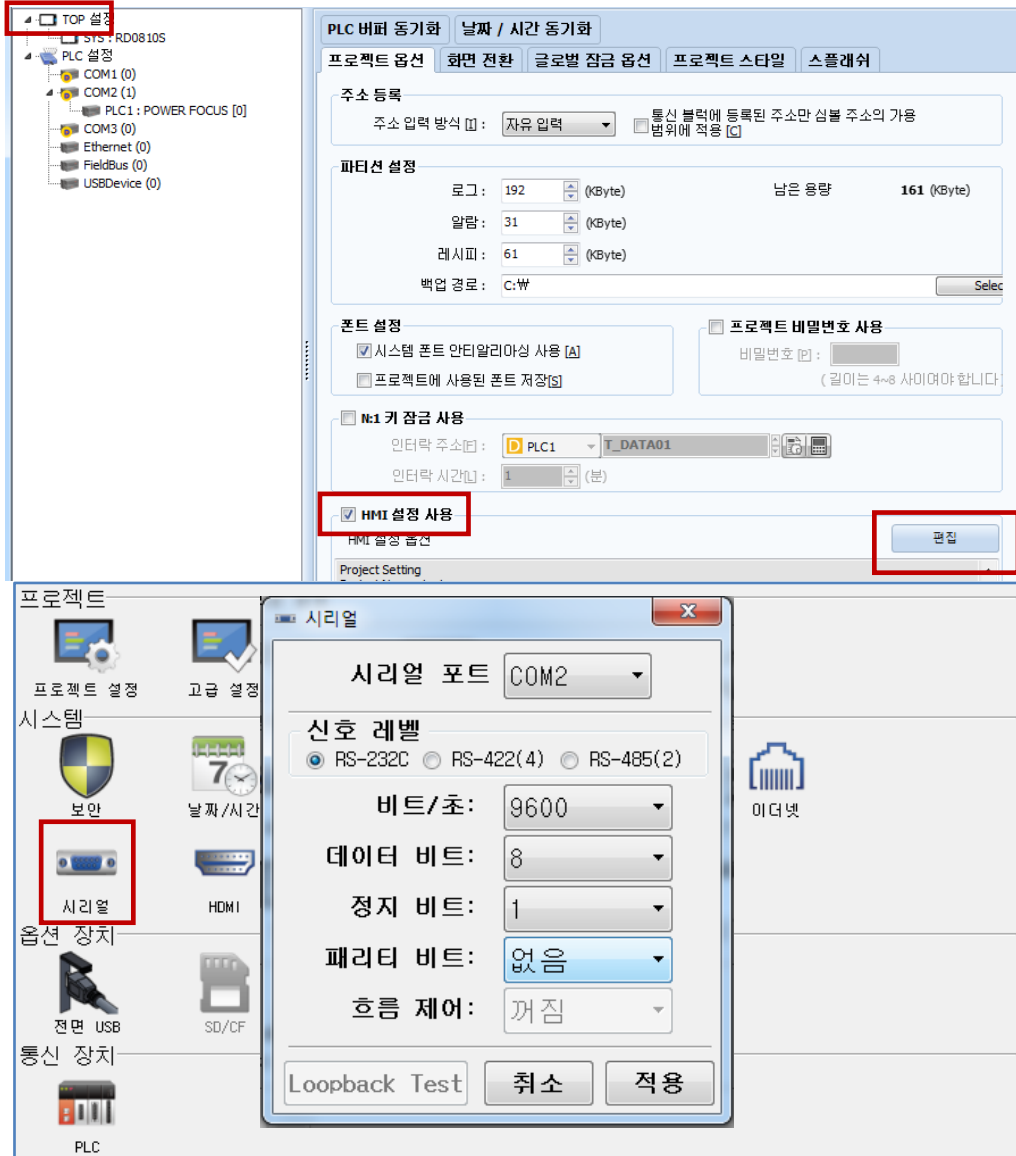 TOP 설정
SYS : RD0810S
PLC 설정
COM1 (0)
COM2 (1)
PLC1 : POWER FOCUS [0]
COM3 (0)
Ethernet (0)
FieldBus (0)
USBDevice (0)
PLC 버퍼 동기화 날짜 / 시간 동기화
프로젝트 옵션 화면 전환 글로벌 잠금 옵션 프로젝트 스타일 스플래쉬
주소 등록
주소 입력 방식 [I] : 자유 입력 통신 블럭에 등록된 주소만 심볼 주소의 가용
범위에 적용 [C]
파티션 설정
로그 : 192 (KByte) 남은 용량 161 (KByte)
알람 : 31 (KByte)
레시피 : 61 (KByte)
백업 경로 : C:₩ Selec
폰트 설정
시스템 폰트 안티알리아싱 사용 [A]
프로젝트에 사용된 폰트 저장[S]
프로젝트 비밀번호 사용
비밀번호 [P] :
( 길이는 4~8 사이여야 합니다
N:1 키 잠금 사용
인터락 주소[F] : D PLC1 T_DATA01
인터락 시간[L] : 1 (분)
HMI 설정 사용
HMI 설정 옵션 편집
Project Setting
프로젝트
프로젝트 설정 고급 설정
시스템
보안 날짜/시간 이더넷
시리얼 HDMI
옵션 장치
전면 USB SD/CF
통신 장치
PLC
시리얼
시리얼 포트 COM2
신호 레벨
RS-232C RS-422(4) RS-485(2)
비트/초: 9600
데이터 비트: 8
정지 비트: 1
패리티 비트: 없음
흐름 제어: 꺼짐
Loopback Test 취소 적용